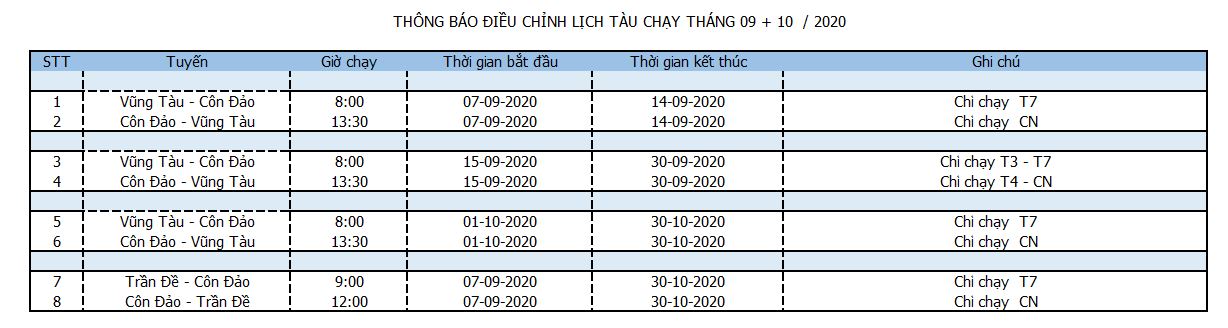 THÔNG BÁO ĐIỀU CHỈNH LỊCH TÀU CHẠY THÁNG 09 + 10 / 2020
STT Tuyến Giờ chạy Thời gian bắt đầu Thời gian kết thúc Ghi chú
1 Vũng Tàu - Côn Đảo 8:00 07-09-2020 14-09-2020 Chỉ chạy T7
2 Côn Đảo - Vũng Tàu 13:30 07-09-2020 14-09-2020 Chỉ chạy CN
3 Vũng Tàu - Côn Đảo 8:00 15-09-2020 30-09-2020 Chỉ chạy T3 - T7
4 Côn Đảo - Vũng Tàu 13:30 15-09-2020 30-09-2020 Chỉ chạy T4 - CN
5 Vũng Tàu - Côn Đảo 8:00 01-10-2020 30-10-2020 Chỉ chạy T7
6 Côn Đảo - Vũng Tàu 13:30 01-10-2020 30-10-2020 Chỉ chạy CN
7 Trần Đề - Côn Đảo 9:00 07-09-2020 30-10-2020 Chỉ chạy T7
8 Côn Đảo - Trần Đề 12:00 07-09-2020 30-10-2020 Chỉ chạy CN